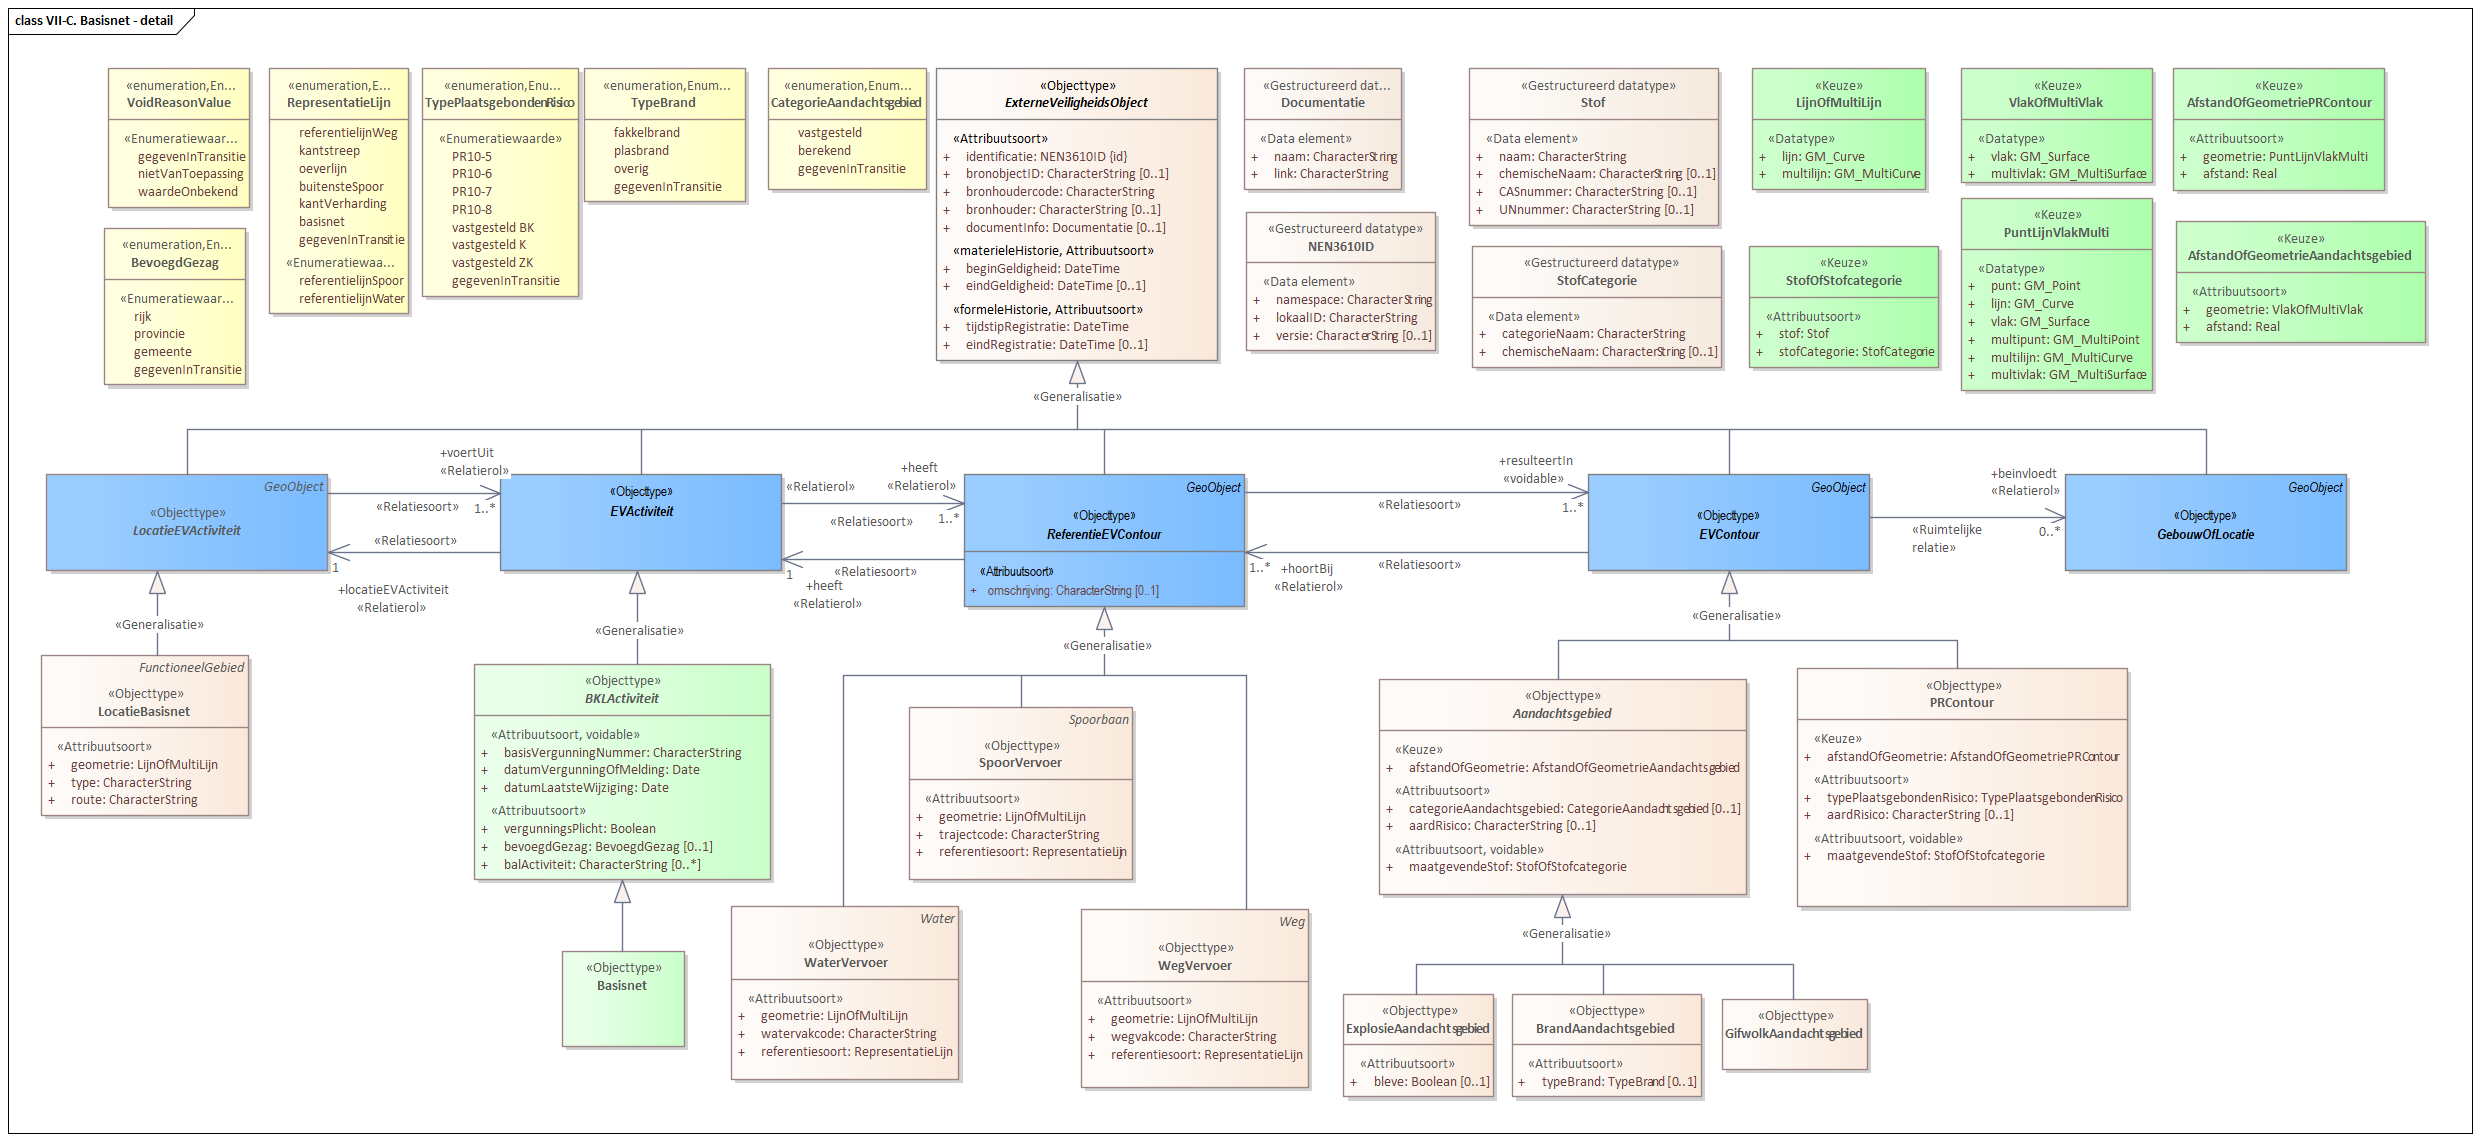 class VII-C. Basisnet - detail
«enumeration,En...
VoidReasonValue
«Enumeratiewaar...
gegevenInTransitie
nietVanToepassing
waardeOnbekend
«enumeration,E...
RepresentatieLijn
referentielijnWeg
kantstreep
oeverlijn
buitensteSpoor
kantVerharding
basisnet
gegevenInTransitie
«Enumeratiewaa...
referentielijnSpoor
referentielijnWater
«enumeration,Enu...
TypePlaatsgebondenRisico
«Enumeratiewaarde»
PR10-5
PR10-6
PR10-7
PR10-8
vastgesteld BK
vastgesteld K
vastgesteld ZK
gegevenInTransitie
«enumeration,Enum...
TypeBrand
fakkelbrand
plasbrand
overig
gegevenInTransitie
«enumeration,Enum...
CategorieAandachtsgebied
vastgesteld
berekend
gegevenInTransitie
«enumeration,En...
BevoegdGezag
«Enumeratiewaar...
rijk
provincie
gemeente
gegevenInTransitie
«Objecttype»
ExterneVeiligheidsObject
«Attribuutsoort»
+ identificatie: NEN3610ID {id}
+ bronobjectID: CharacterString [0..1]
+ bronhoudercode: CharacterString
+ bronhouder: CharacterString [0..1]
+ documentInfo: Documentatie [0..1]
«materieleHistorie, Attribuutsoort»
+ beginGeldigheid: DateTime
+ eindGeldigheid: DateTime [0..1]
«formeleHistorie, Attribuutsoort»
+ tijdstipRegistratie: DateTime
+ eindRegistratie: DateTime [0..1]
«Gestructureerd dat...
Documentatie
«Data element»
+ naam: CharacterString
+ link: CharacterString
«Gestructureerd datatype»
NEN3610ID
«Data element»
+ namespace: CharacterString
+ lokaalID: CharacterString
+ versie: CharacterString [0..1]
«Gestructureerd datatype»
Stof
«Data element»
+ naam: CharacterString
+ chemischeNaam: CharacterString [0..1]
+ CASnummer: CharacterString [0..1]
+ UNnummer: CharacterString [0..1]
«Gestructureerd datatype»
StofCategorie
«Data element»
+ categorieNaam: CharacterString
+ chemischeNaam: CharacterString [0..1]
«Keuze»
LijnOfMultiLijn
«Datatype»
+ lijn: GM_Curve
+ multilijn: GM_MultiCurve
«Keuze»
StofOfStofcategorie
«Attribuutsoort»
+ stof: Stof
+ stofCategorie: StofCategorie
«Keuze»
VlakOfMultiVlak
«Datatype»
+ vlak: GM_Surface
+ multivlak: GM_MultiSurface
«Keuze»
PuntLijnVlakMulti
«Datatype»
+ punt: GM_Point
+ lijn: GM_Curve
+ vlak: GM_Surface
+ multipunt: GM_MultiPoint
+ multilijn: GM_MultiCurve
+ multivlak: GM_MultiSurface
«Keuze»
AfstandOfGeometriePRContour
«Attribuutsoort»
+ geometrie: PuntLijnVlakMulti
+ afstand: Real
«Keuze»
AfstandOfGeometrieAandachtsgebied
«Attribuutsoort»
+ geometrie: VlakOfMultiVlak
+ afstand: Real
«Generalisatie»
GeoObject
«Objecttype»
LocatieEVActiviteit
+voertUit
«Relatierol»
«Relatiesoort»
1..*
«Relatiesoort»
1
+locatieEVActiviteit
«Relatierol»
«Objecttype»
EVActiviteit
«Relatierol»
+heeft
«Relatierol»
«Relatiesoort»
1..*
«Relatiesoort»
1
+heeft
«Relatierol»
GeoObject
«Objecttype»
ReferentieEVContour
«Attribuutsoort»
+ omschrijving: CharacterString [0..1]
+resulteertIn
«voidable»
«Relatiesoort»
1..*
1..*
+hoortBij
«Relatierol»
«Relatiesoort»
GeoObject
«Objecttype»
EVContour
+beinvloedt
«Relatierol»
«Ruimtelijke
relatie»
0..*
GeoObject
«Objecttype»
GebouwOfLocatie
«Generalisatie»
FunctioneelGebied
«Objecttype»
LocatieBasisnet
«Attribuutsoort»
+ geometrie: LijnOfMultiLijn
+ type: CharacterString
+ route: CharacterString
«Generalisatie»
«Objecttype»
BKLActiviteit
«Attribuutsoort, voidable»
+ basisVergunningNummer: CharacterString
+ datumVergunningOfMelding: Date
+ datumLaatsteWijziging: Date
«Attribuutsoort»
+ vergunningsPlicht: Boolean
+ bevoegdGezag: BevoegdGezag [0..1]
+ balActiviteit: CharacterString [0..*]
«Objecttype»
Basisnet
«Generalisatie»
Spoorbaan
«Objecttype»
SpoorVervoer
«Attribuutsoort»
+ geometrie: LijnOfMultiLijn
+ trajectcode: CharacterString
+ referentiesoort: RepresentatieLijn
Water
«Objecttype»
WaterVervoer
«Attribuutsoort»
+ geometrie: LijnOfMultiLijn
+ watervakcode: CharacterString
+ referentiesoort: RepresentatieLijn
Weg
«Objecttype»
WegVervoer
«Attribuutsoort»
+ geometrie: LijnOfMultiLijn
+ wegvakcode: CharacterString
+ referentiesoort: RepresentatieLijn
«Generalisatie»
«Objecttype»
Aandachtsgebied
«Keuze»
+ afstandOfGeometrie: AfstandOfGeometrieAandachtsgebied
«Attribuutsoort»
+ categorieAandachtsgebied: CategorieAandachtsgebied [0..1]
+ aardRisico: CharacterString [0..1]
«Attribuutsoort, voidable»
+ maatgevendeStof: StofOfStofcategorie
«Objecttype»
PRContour
«Keuze»
+ afstandOfGeometrie: AfstandOfGeometriePRContour
«Attribuutsoort»
+ typePlaatsgebondenRisico: TypePlaatsgebondenRisico
+ aardRisico: CharacterString [0..1]
«Attribuutsoort, voidable»
+ maatgevendeStof: StofOfStofcategorie
«Generalisatie»
«Objecttype»
ExplosieAandachtsgebied
«Attribuutsoort»
+ bleve: Boolean [0..1]
«Objecttype»
BrandAandachtsgebied
«Attribuutsoort»
+ typeBrand: TypeBrand [0..1]
«Objecttype»
GifwolkAandachtsgebied